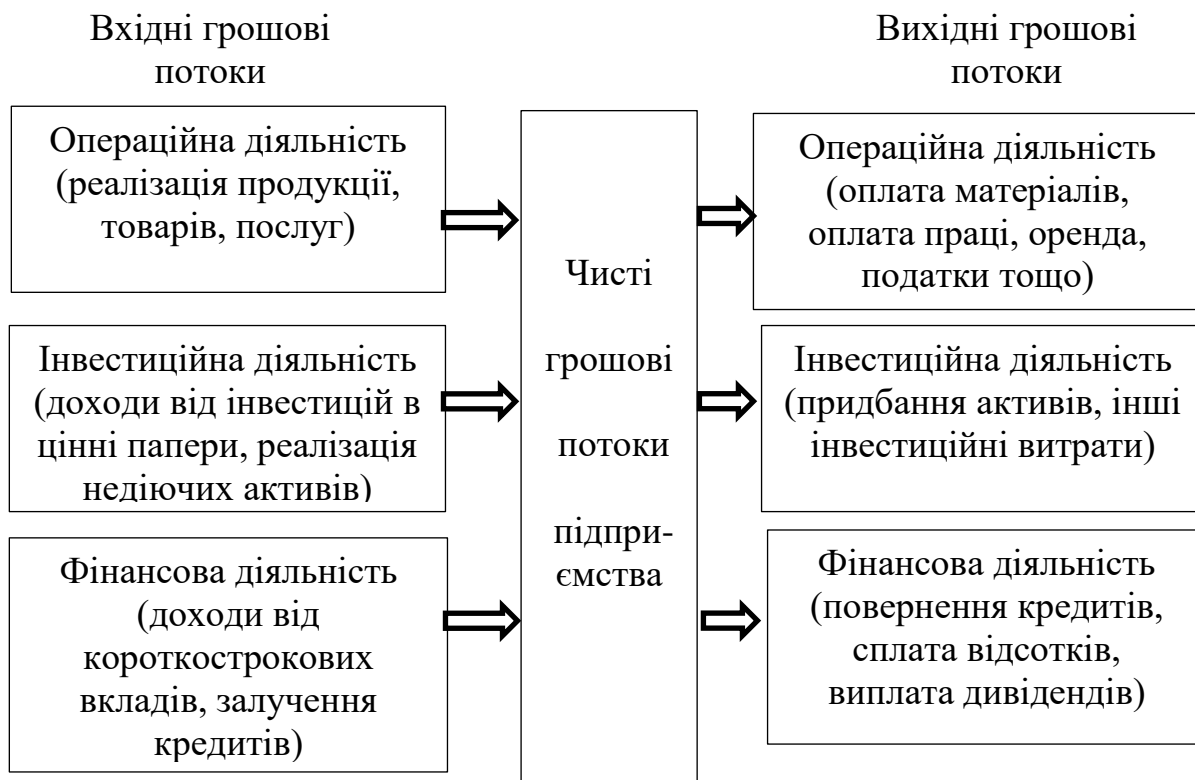 Вхідні грошові
потоки
Вихідні грошові
потоки
Операційна діяльність
(реалізація продукції,
товарів, послуг)
Інвестиційна діяльність
(доходи від інвестицій в
цінні папери, реалізація
недіючих активів)
Фінансова діяльність
(доходи від
короткострокових
вкладів, залучення
кредитів)
Чисті
грошові
потоки
підпри-
ємства
Операційна діяльність
(оплата матеріалів,
оплата праці, оренда,
податки тощо)
Інвестиційна діяльність
(придбання активів, інші
інвестиційні витрати)
Фінансова діяльність
(повернення кредитів,
сплата відсотків,
виплата дивідендів)